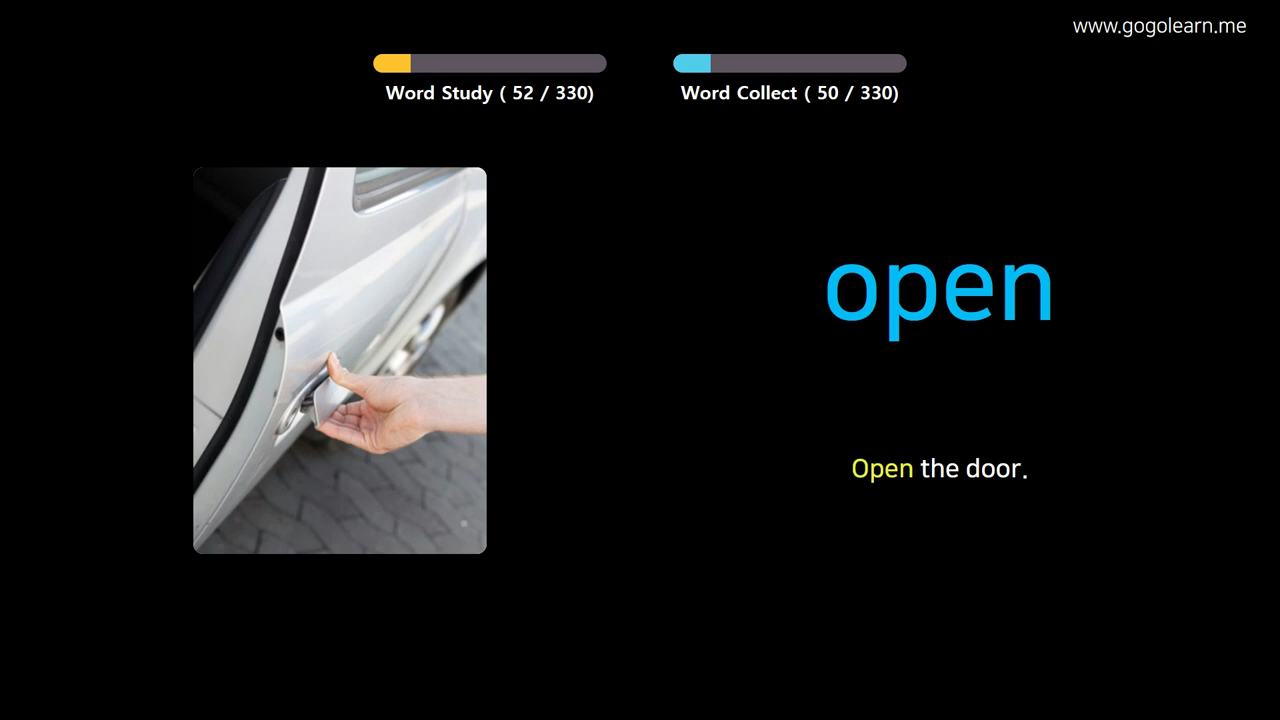 www.gogolearn.me
Word Study ( 52 / 330)
Word Collect ( 50 / 330)
open
Open the door.